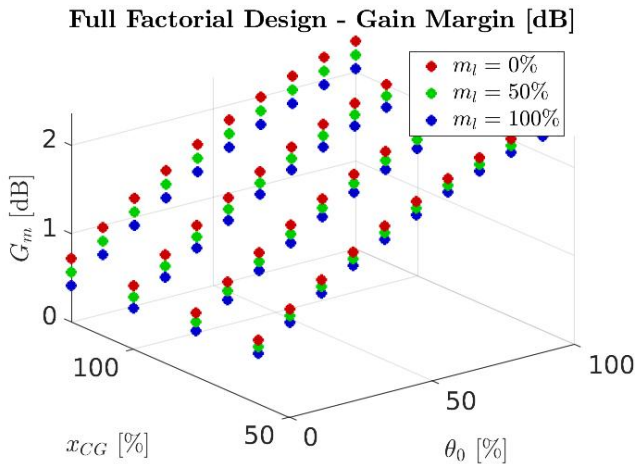 Full Factorial Design - Gain Margin [dB]
m_l = 0%
m_l = 50%
m_l = 100%
2
1
0
G_m [dB]
100
50
x_CG [%]
0
50
100
θ_0 [%]